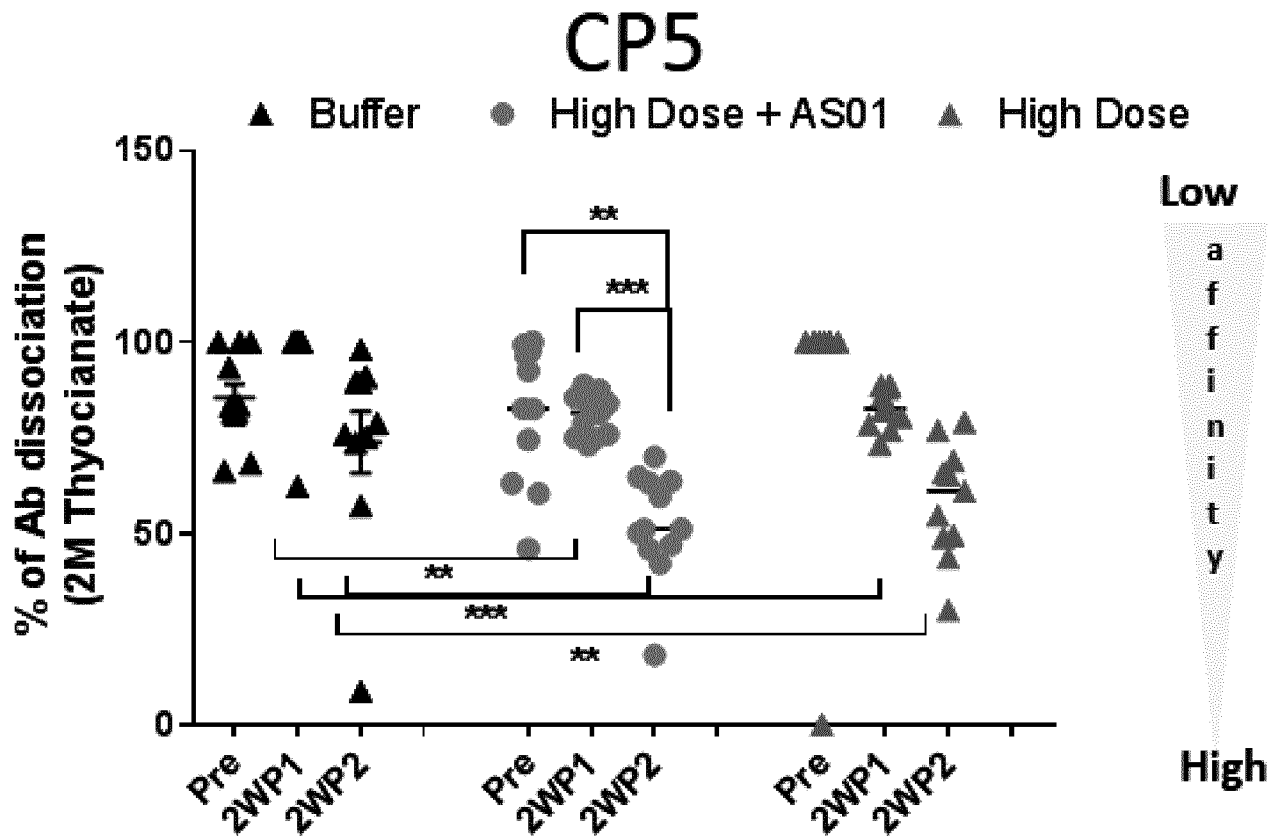 CP5
▲ Buffer ● High Dose + AS01 ▲ High Dose
% of Ab dissociation
(2M Thyocianate)
150
100
50
0
**
***
**
***
**
Pre 2WP1 2WP2 Pre 2WP1 2WP2 Pre 2WP1 2WP2
Low
a
f
f
i
n
i
t
y
High